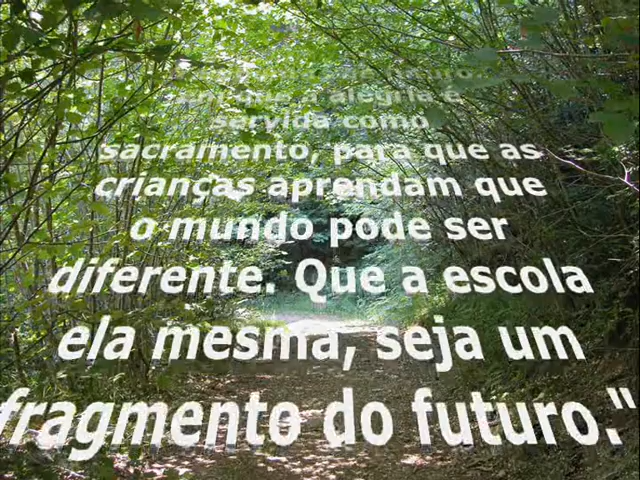 a alegria é
servida como
sacramento, para que as
crianças aprendam que
o mundo pode ser
diferente. Que a escola
ela mesma, seja um
fragmento do futuro."